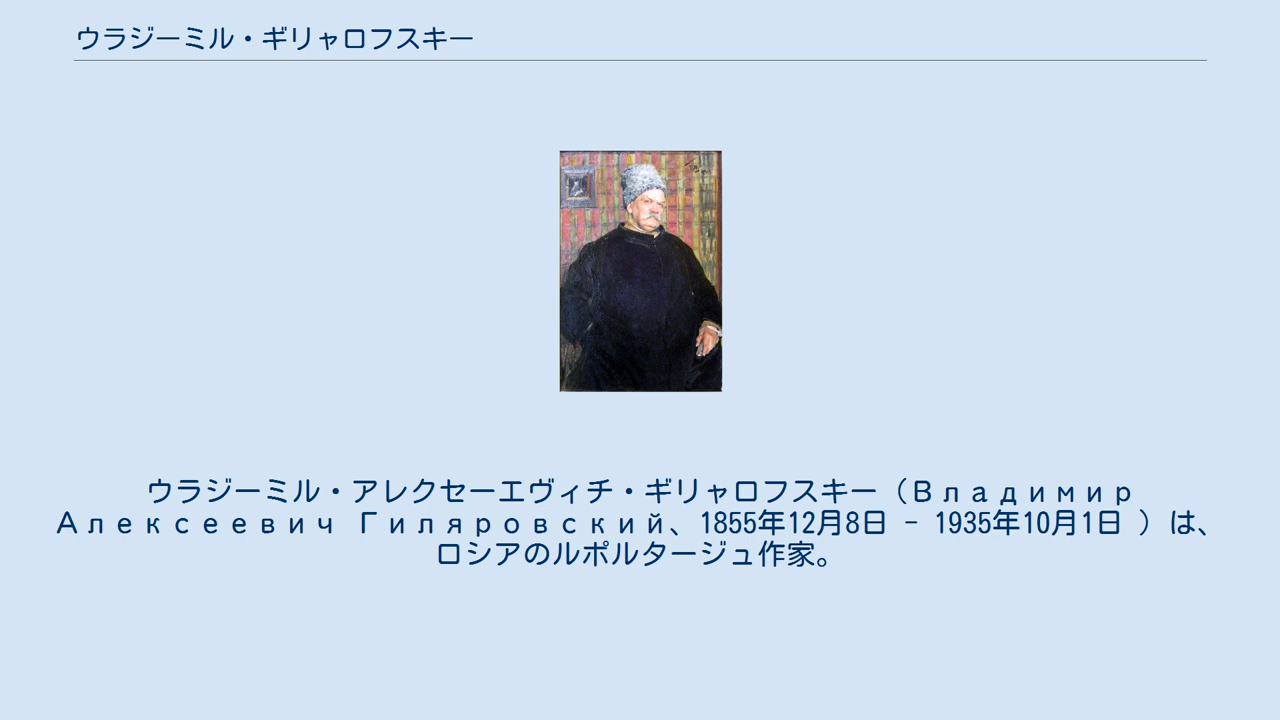 ウラジーミル・ギリャロフスキー
ウラジーミル・アレクセーエヴィチ・ギリャロフスキー（Владимир
Алексеевич Гиляровский、1855年12月8日 - 1935年10月1日 ）は、
ロシアのルポルタージュ作家。